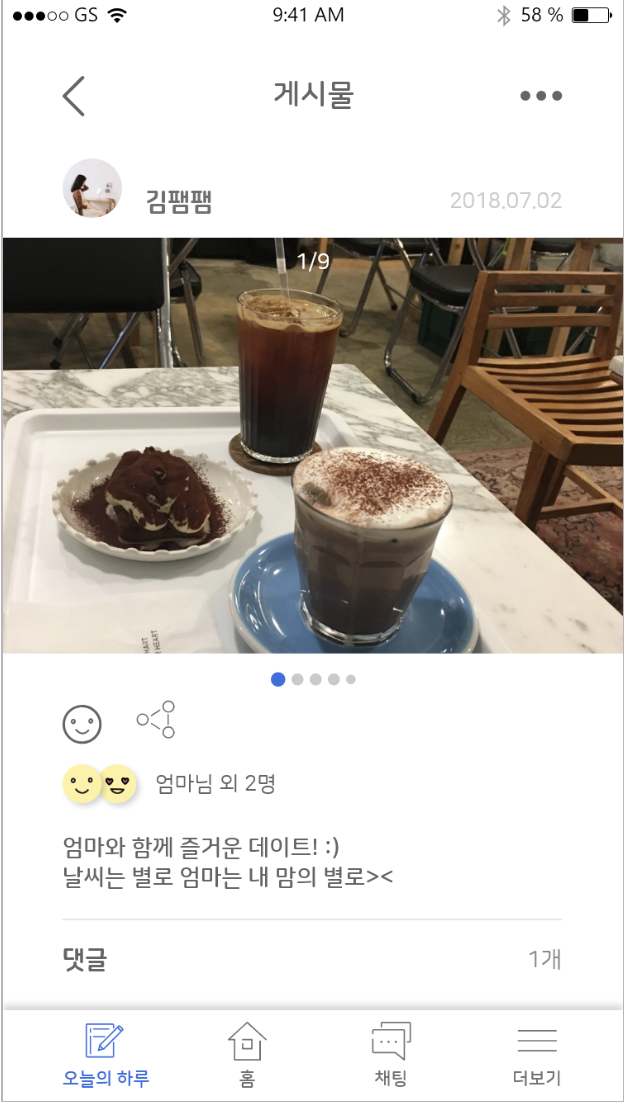 GS 9:41 AM 58 %
게시물
김팸팸 2018.07.02
1/9
HEART
엄마님 외 2명
엄마와 함께 즐거운 데이트! :)
날씨는 별로 엄마는 내 맘의 별로><
댓글 1개
오늘의 하루 홈 채팅 더보기